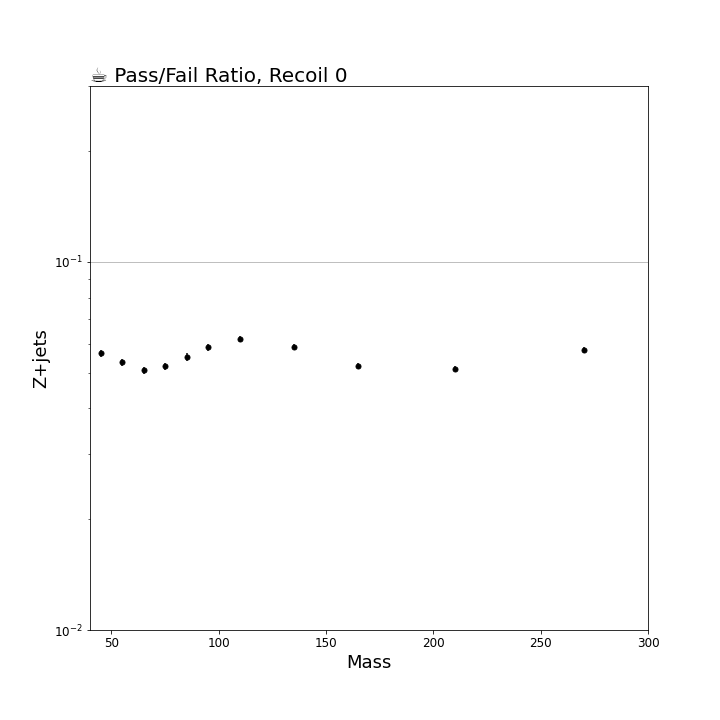 ☕ Pass/Fail Ratio, Recoil 0
Z+jets
10⁻¹
10⁻²
50 100 150 200 250 300
Mass